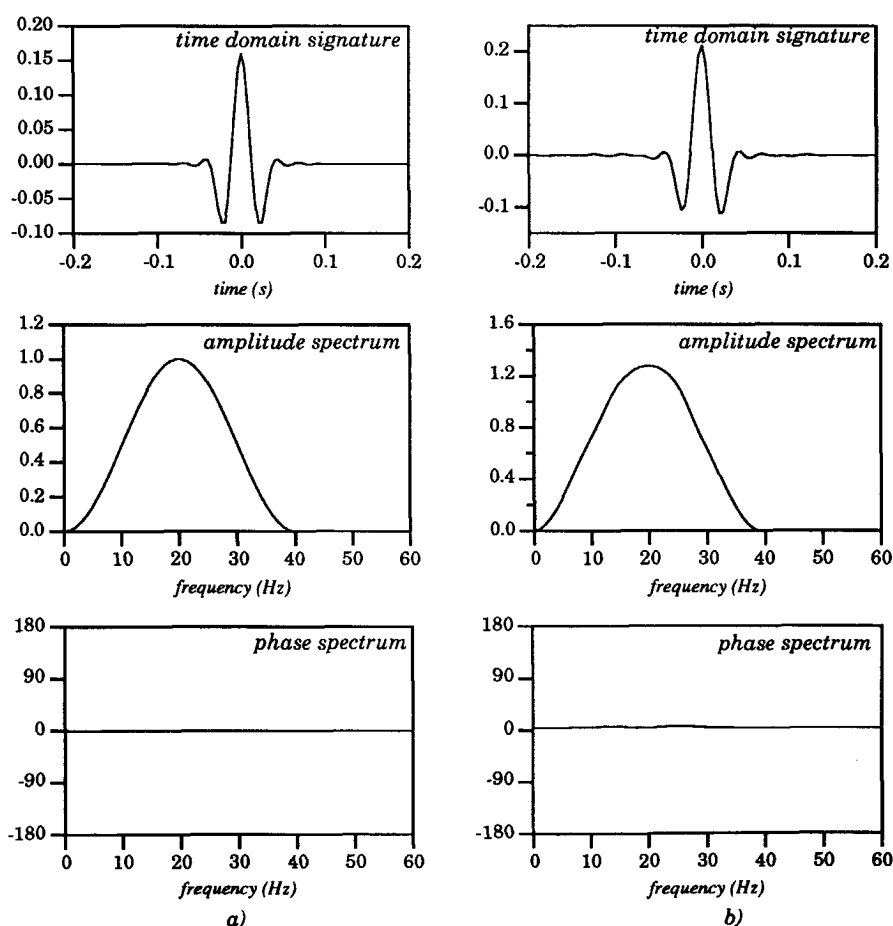 time domain signature
0.20
0.15
0.10
0.05
0.00
-0.05
-0.10
-0.2 -0.1 0.0 0.1 0.2
time (s)
amplitude spectrum
1.2
1.0
0.8
0.6
0.4
0.2
0.0
0 10 20 30 40 50 60
frequency (Hz)
phase spectrum
180
90
0
-90
-180
0 10 20 30 40 50 60
frequency (Hz)
a)
time domain signature
0.2
0.1
0.0
-0.1
-0.2 -0.1 0.0 0.1 0.2
time (s)
amplitude spectrum
1.6
1.2
0.8
0.4
0.0
0 10 20 30 40 50 60
frequency (Hz)
phase spectrum
180
90
0
-90
-180
0 10 20 30 40 50 60
frequency (Hz)
b)